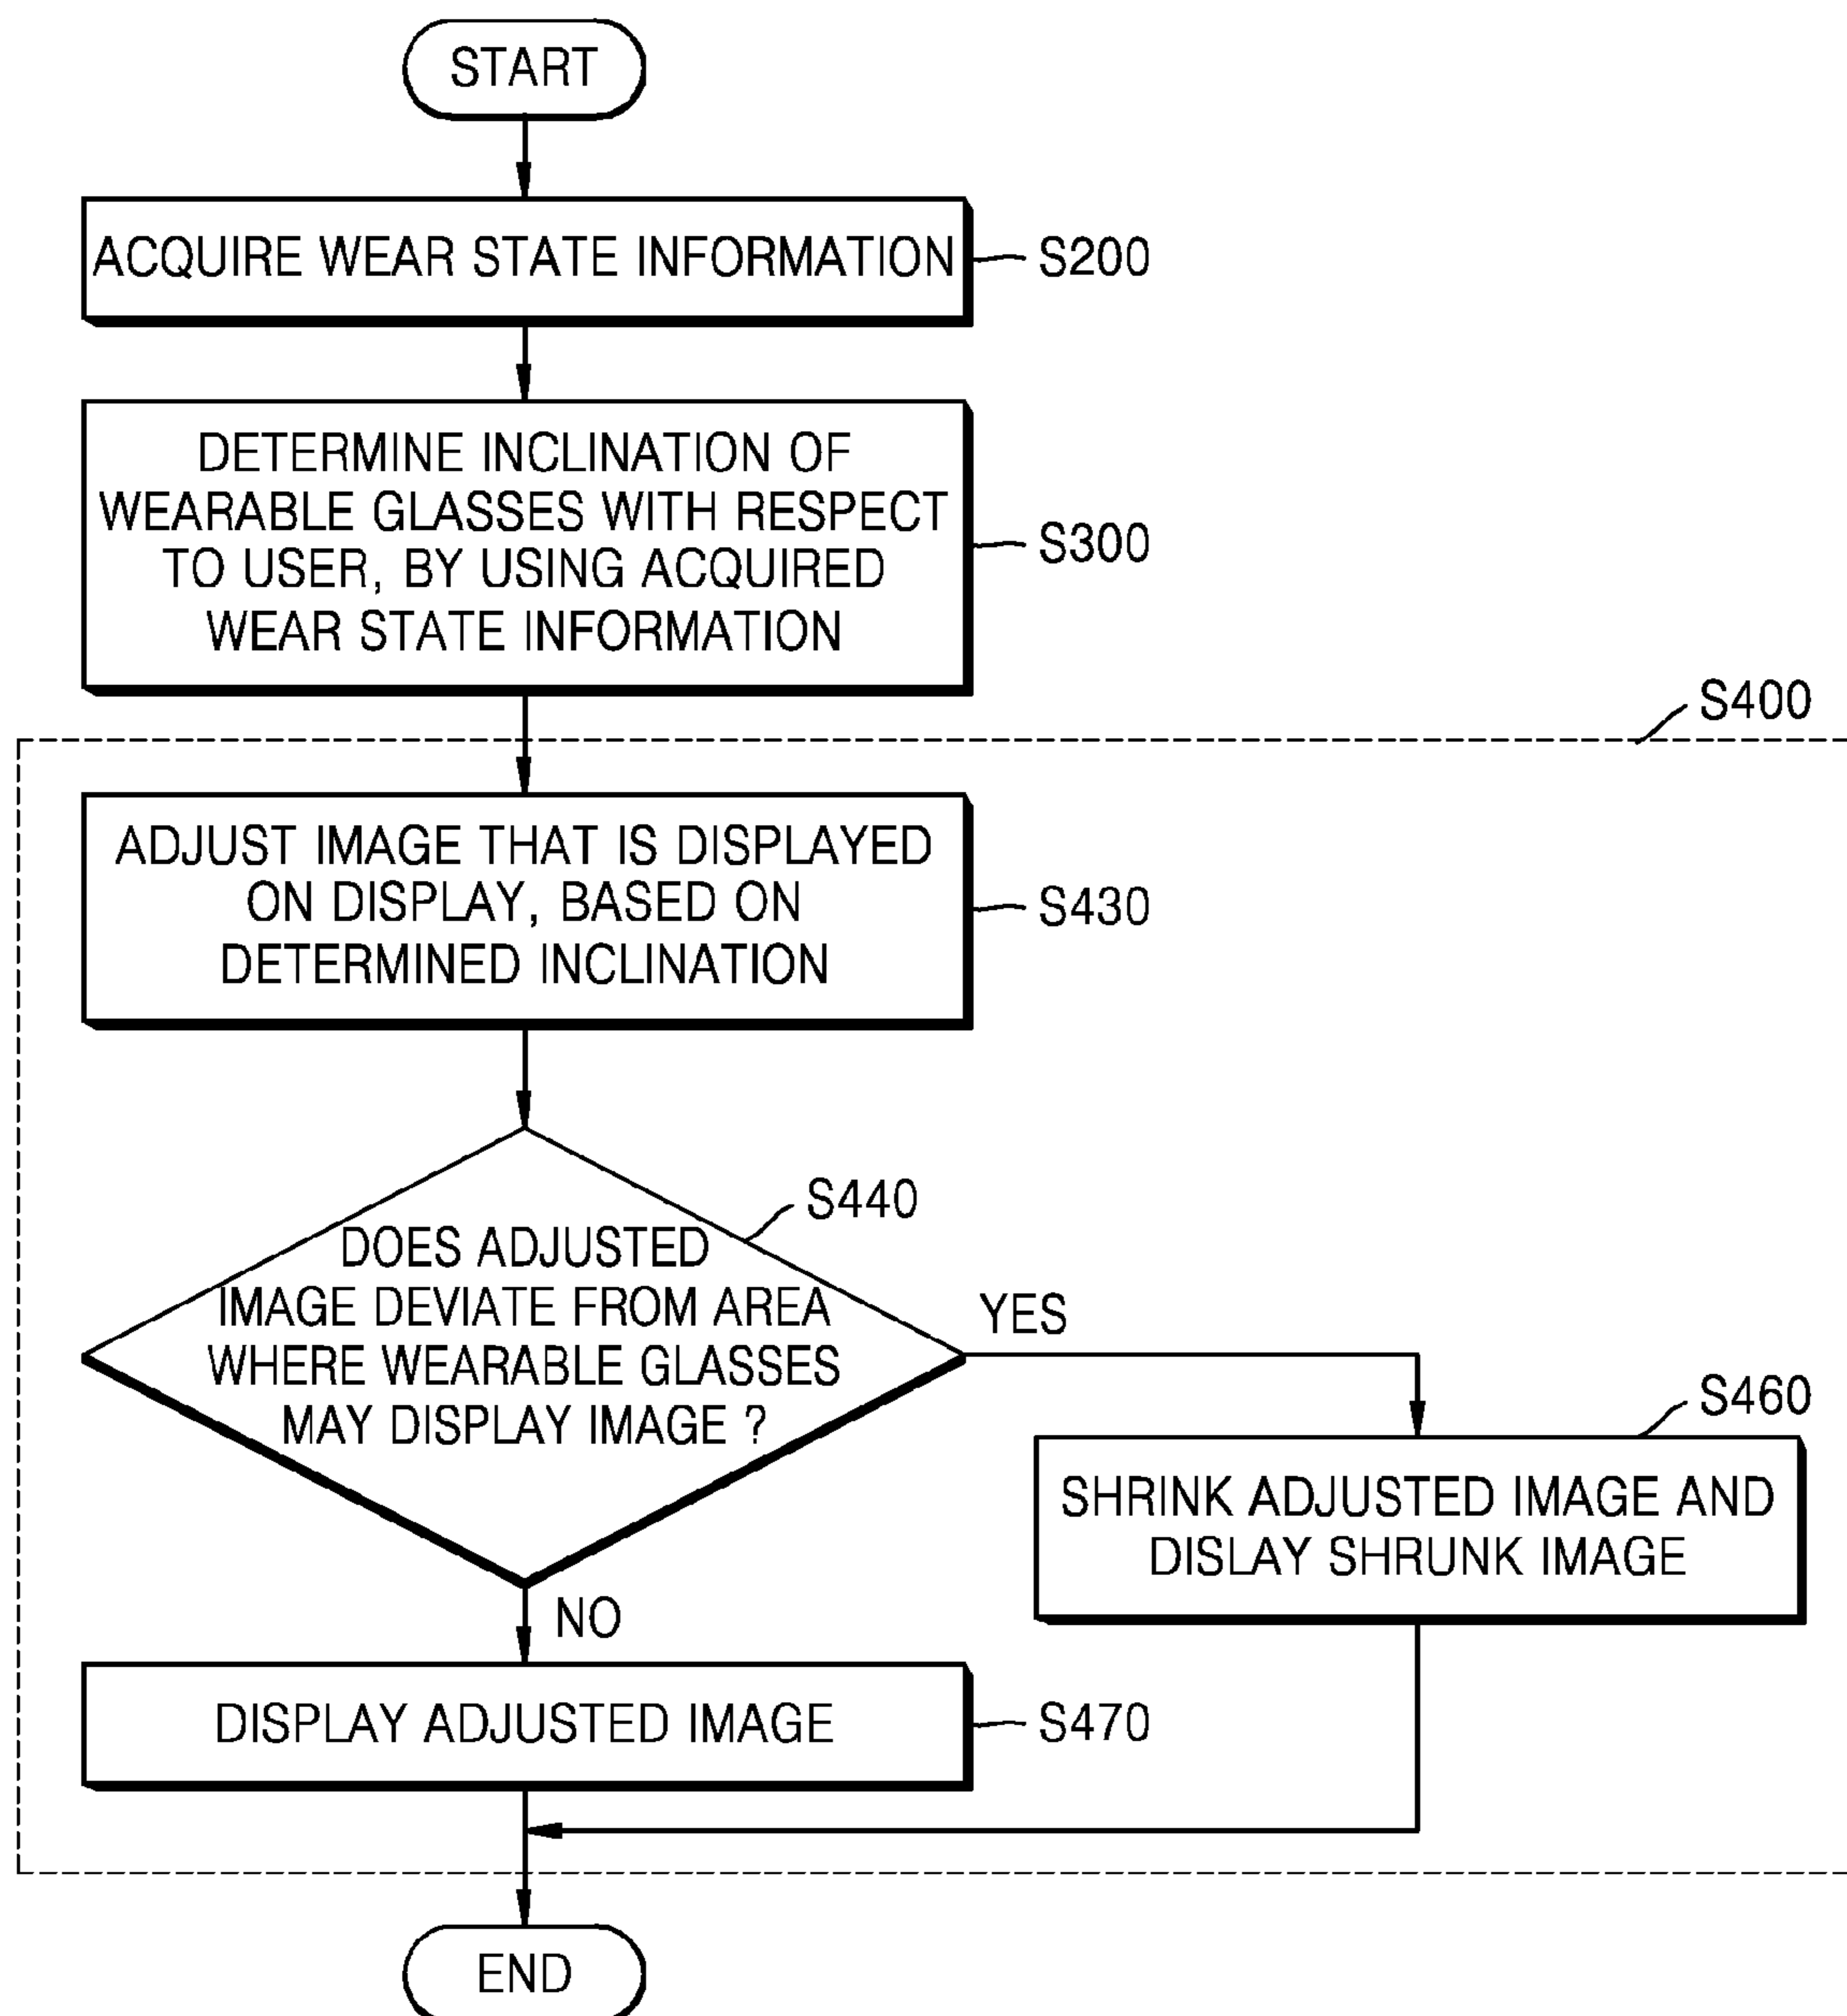 START
ACQUIRE WEAR STATE INFORMATION
S200
DETERMINE INCLINATION OF
WEARABLE GLASSES WITH RESPECT
TO USER, BY USING ACQUIRED
WEAR STATE INFORMATION
S300
S400
ADJUST IMAGE THAT IS DISPLAYED
ON DISPLAY, BASED ON
DETERMINED INCLINATION
S430
S440
DOES ADJUSTED
IMAGE DEVIATE FROM AREA
WHERE WEARABLE GLASSES
MAY DISPLAY IMAGE ?
YES
S460
SHRINK ADJUSTED IMAGE AND
DISLAY SHRUNK IMAGE
NO
DISPLAY ADJUSTED IMAGE
S470
END